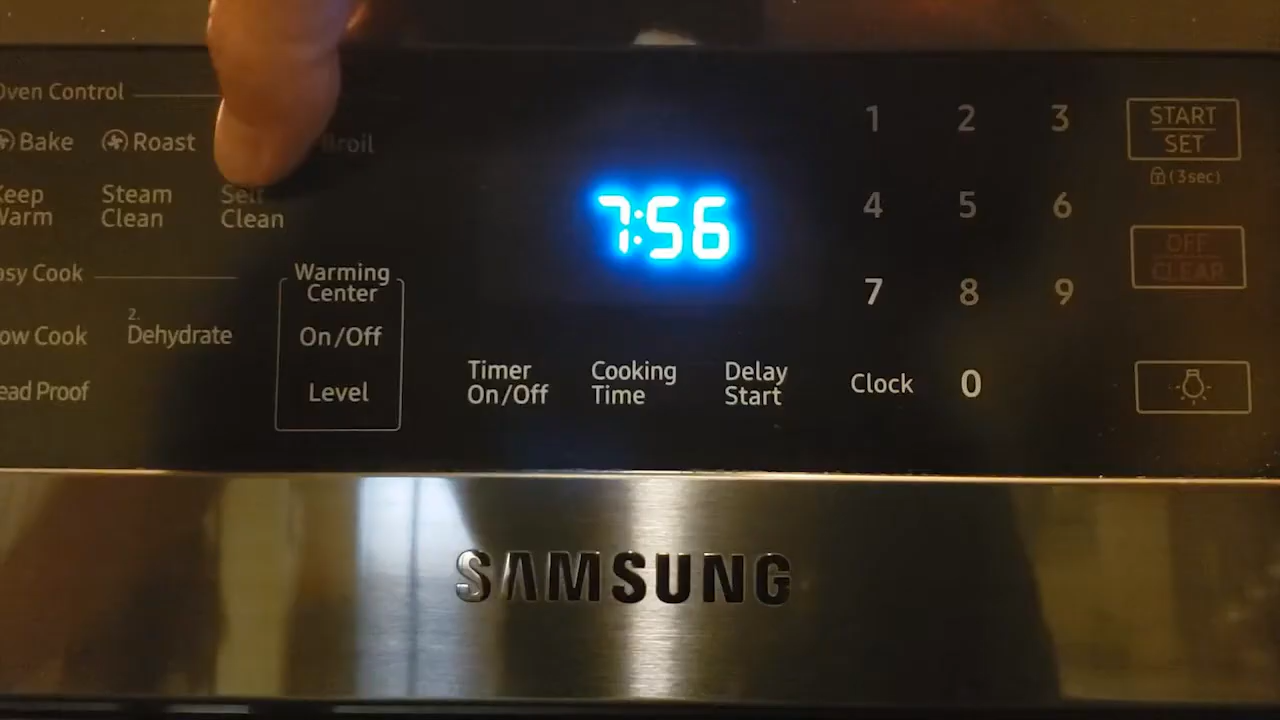 Oven Control
Bake Roast Broil
Keep Warm
Steam Clean
Self Clean
Easy Cook
Warming Center
On/Off
Level
2.
Dehydrate
7:56
Timer On/Off
Cooking Time
Delay Start
1 2 3
4 5 6
7 8 9
Clock 0
START
SET
(3sec)
OFF
CLEAR
SAMSUNG